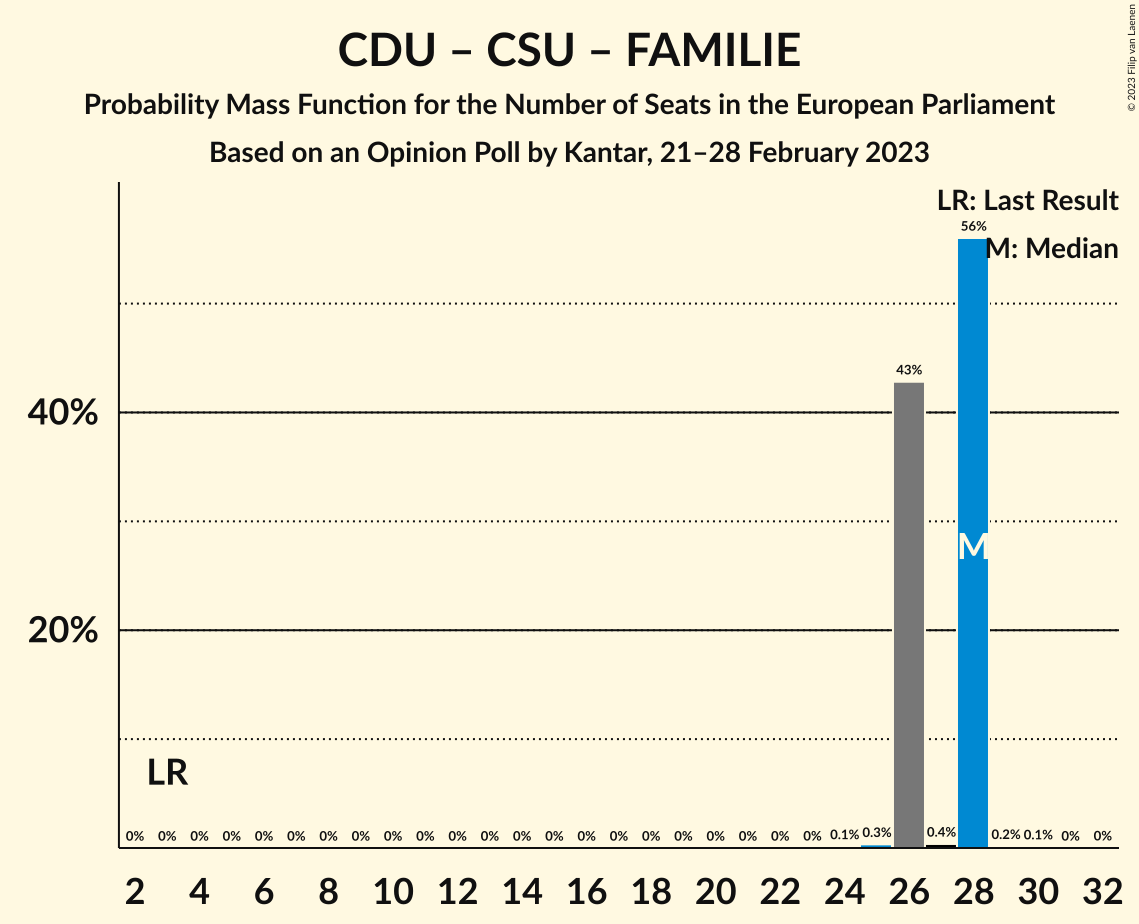 CDU – CSU – FAMILIE
Probability Mass Function for the Number of Seats in the European Parliament
Based on an Opinion Poll by Kantar, 21–28 February 2023
© 2023 Filip van Laenen
LR: Last Result
M: Median
56%
43%
40%
M
20%
LR
0% 0% 0% 0% 0% 0% 0% 0% 0% 0% 0% 0% 0% 0% 0% 0% 0% 0% 0% 0% 0% 0% 0.1% 0.3% 0.4% 0.2% 0.1% 0% 0%
2 4 6 8 10 12 14 16 18 20 22 24 26 28 30 32